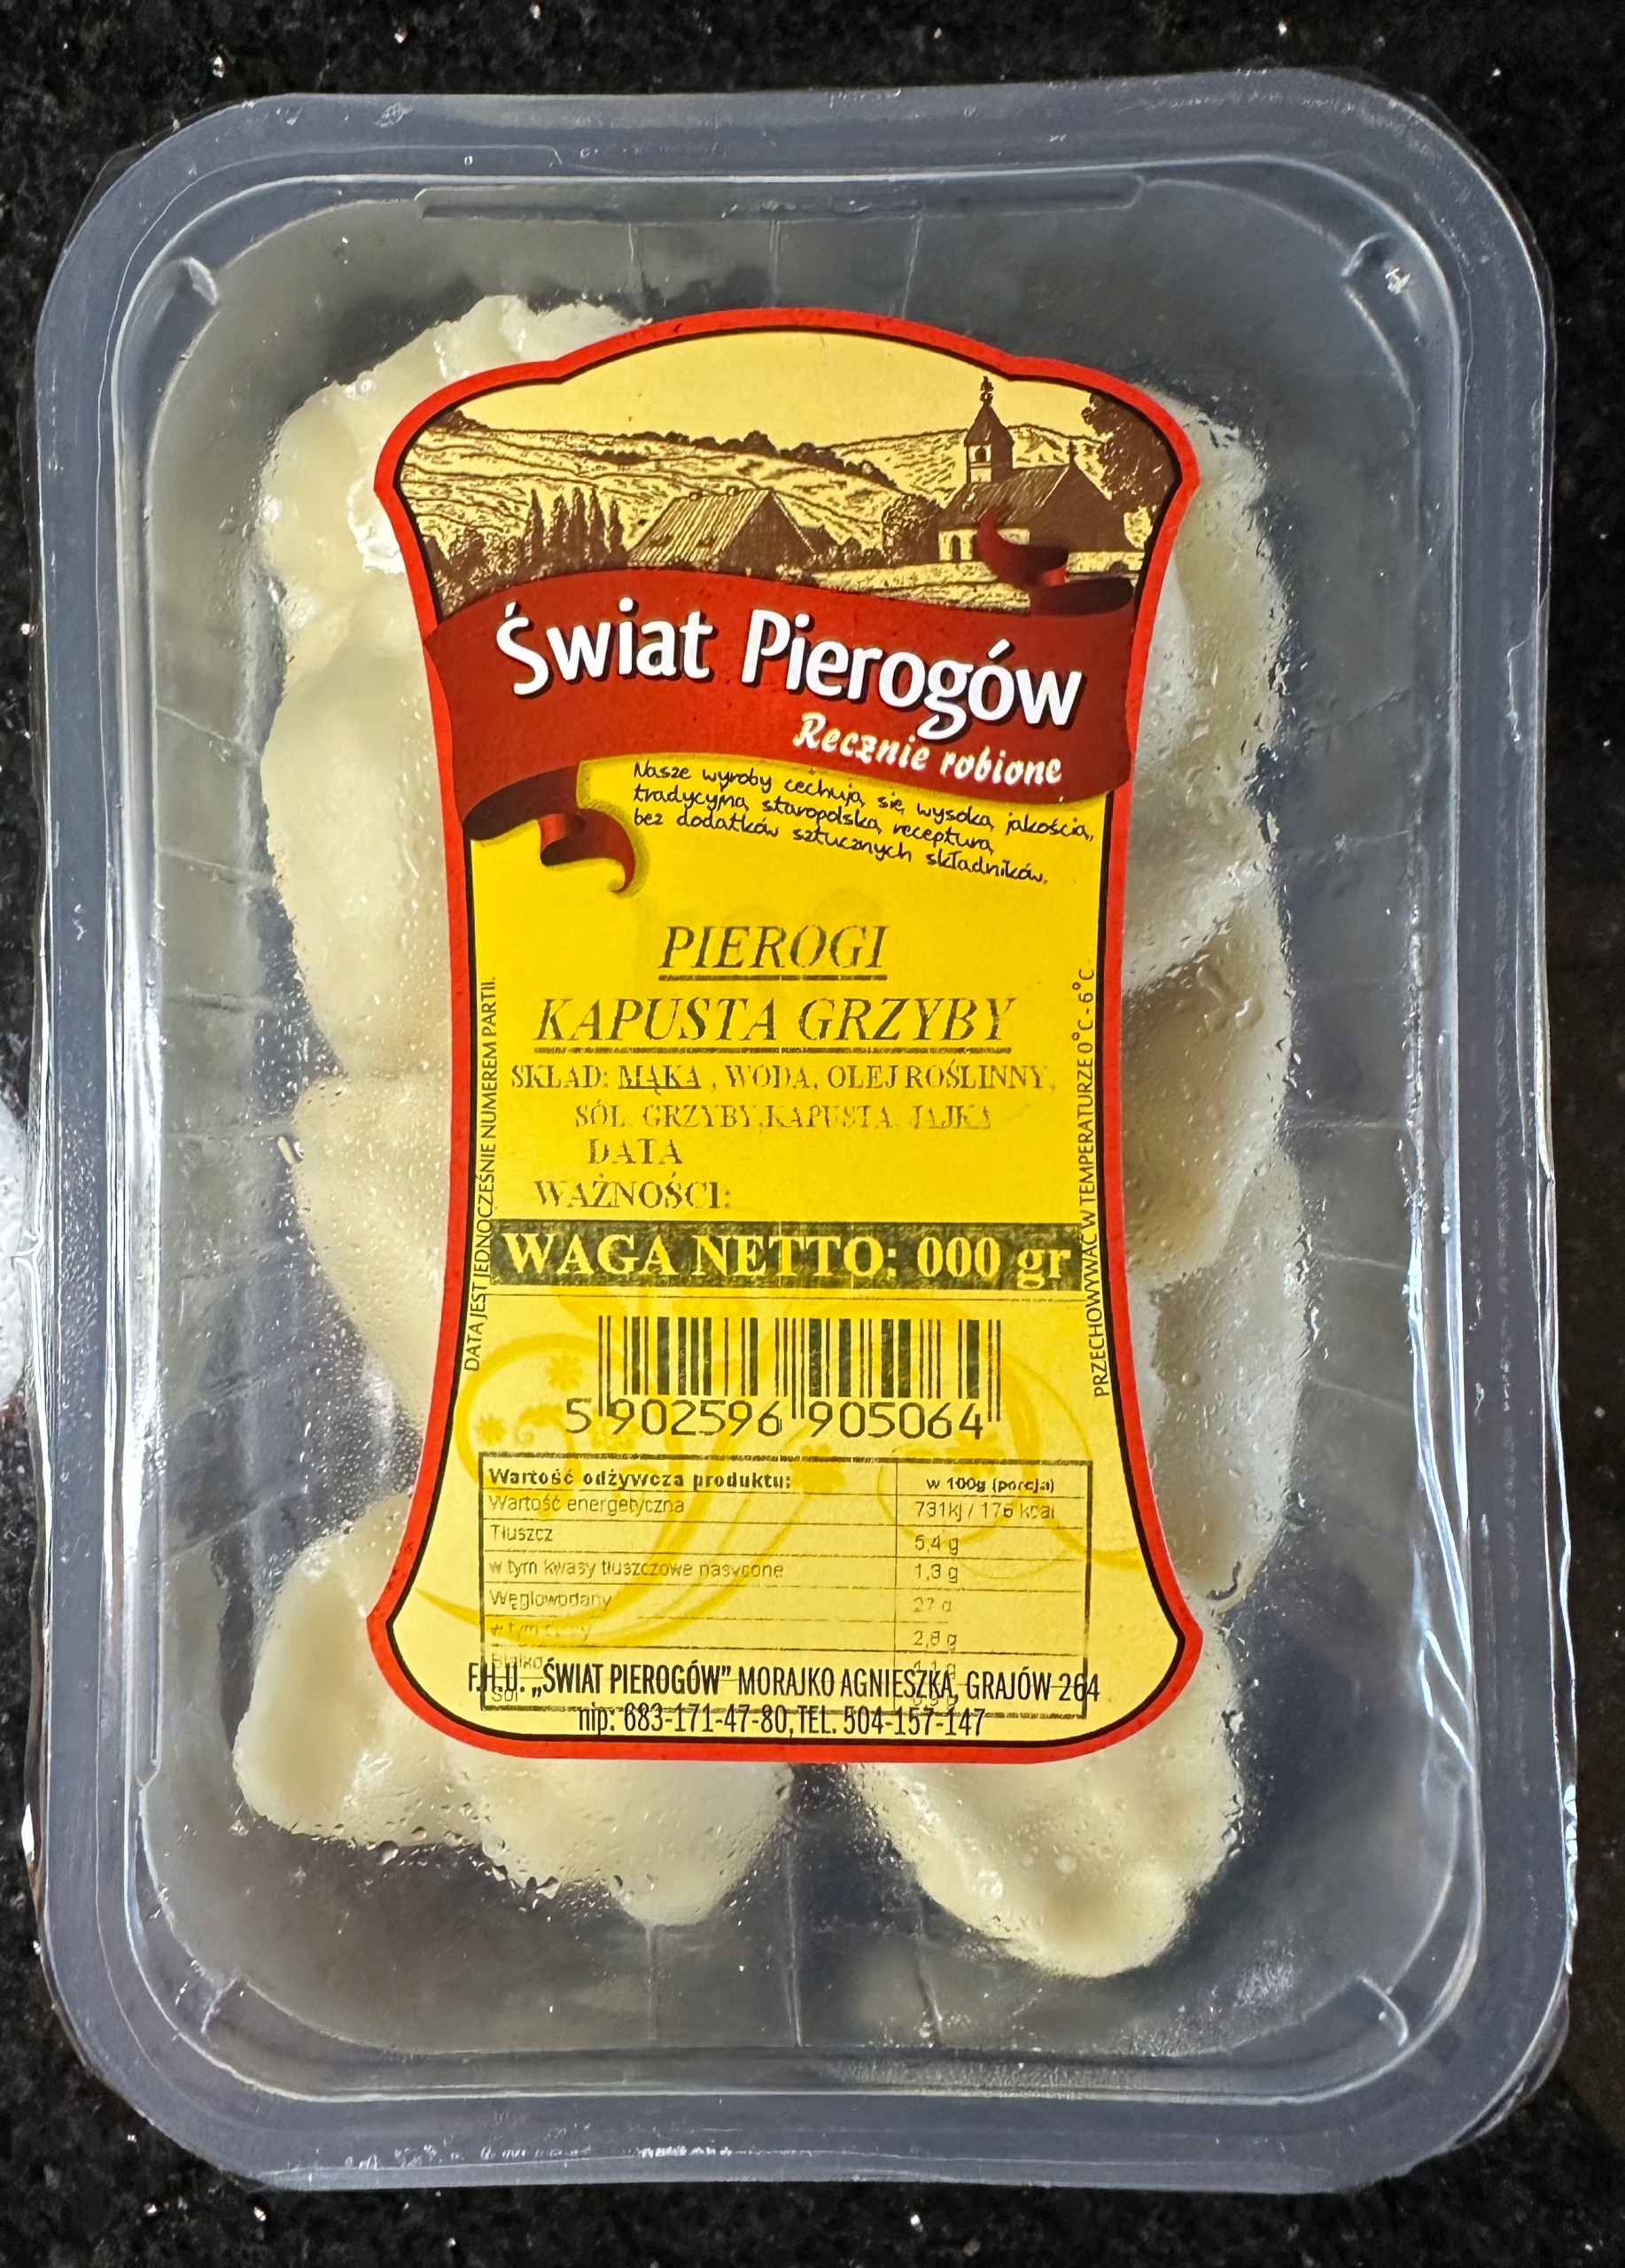 Świat Pierogów
Ręcznie robione
Nasze wyroby cechują się wysoką jakością,
tradycyjną staropolską recepturą,
bez dodatków sztucznych składników.
PIEROGI
KAPUSTA GRZYBY
SKŁAD: MĄKA , WODA, OLEJ ROŚLINNY,
SÓL, GRZYBY,KAPUSTA, JAJKA
DATA
WAŻNOŚCI:
WAGA NETTO: 000 gr
DATA JEST JEDNOCZEŚNIE NUMEREM PARTII.
PRZECHOWYWAĆ W TEMPERATURZE 0°C - 6°C
5 902596 905064
Wartość odżywcza produktu: w 100g (porcja)
Wartość energetyczna 731kj / 175 kcal
Tłuszcz 5,4 g
w tym kwasy tłuszczowe nasycone 1,3 g
Węglowodany g
w tym 2,8 g
Białko
Sól
F.H.U. „ŚWIAT PIEROGÓW” MORAJKO AGNIESZKA, GRAJÓW 264
nip: 683-171-47-80, TEL. 504-157-147